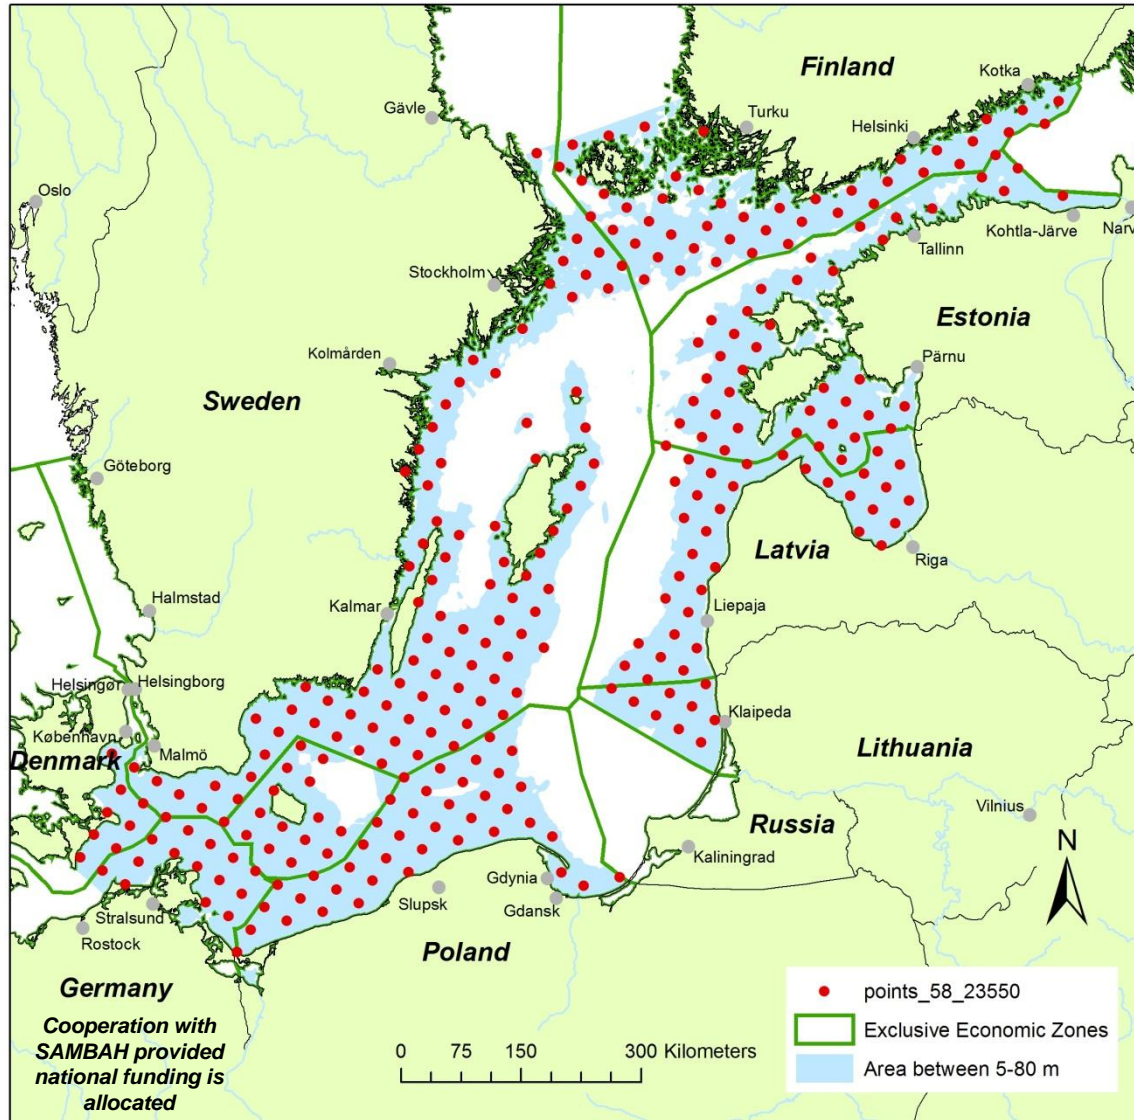 Finland
Kotka
Gävle
Turku
Helsinki
Oslo
Kohtla-Järve
Narv
Tallinn
Stockholm
Estonia
Kolmården
Pärnu
Sweden
Göteborg
Latvia
Riga
Halmstad
Kalmar
Liepaja
Helsingør
Helsingborg
København
Klaipeda
Malmö
Denmark
Lithuania
Vilnius
Russia
Kaliningrad
N
Gdynia
Slupsk
Gdansk
Stralsund
Rostock
Poland
Germany
Cooperation with
SAMBAH provided
national funding is
allocated
0 75 150 300 Kilometers
points_58_23550
Exclusive Economic Zones
Area between 5-80 m